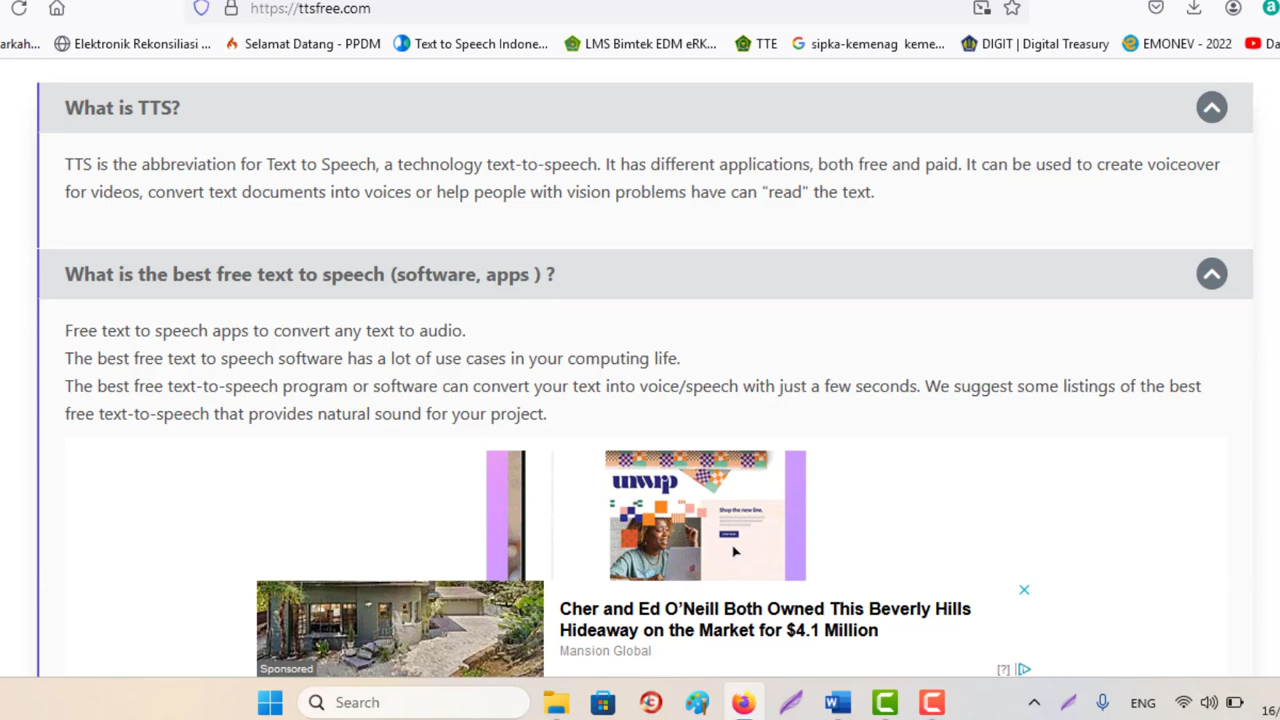 https://ttsfree.com
arkah...
Elektronik Rekonsiliasi ...
Selamat Datang - PPDM
Text to Speech Indone...
LMS Bimtek EDM eRK...
TTE
sipka-kemenag keme...
DIGIT | Digital Treasury
EMONEV - 2022
Da
What is TTS?
TTS is the abbreviation for Text to Speech, a technology text-to-speech. It has different applications, both free and paid. It can be used to create voiceover
for videos, convert text documents into voices or help people with vision problems have can "read" the text.
What is the best free text to speech (software, apps ) ?
Free text to speech apps to convert any text to audio.
The best free text to speech software has a lot of use cases in your computing life.
The best free text-to-speech program or software can convert your text into voice/speech with just a few seconds. We suggest some listings of the best
free text-to-speech that provides natural sound for your project.
unwrp
Shop the new line.
Cher and Ed O’Neill Both Owned This Beverly Hills
Hideaway on the Market for $4.1 Million
Mansion Global
Sponsored
[?]
Search
ENG
16/